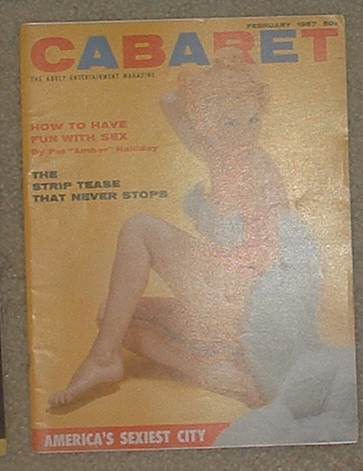 FEBRUARY 1957 50c
CABARET
THE ADULT ENTERTAINMENT MAGAZINE
HOW TO HAVE
FUN WITH SEX
By Pat "Amber" Halliday
THE
STRIP TEASE
THAT NEVER STOPS
AMERICA'S SEXIEST CITY